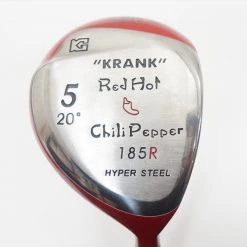 "KRANK"
5
20°
Red Hot
Chili Pepper
185R
HYPER STEEL